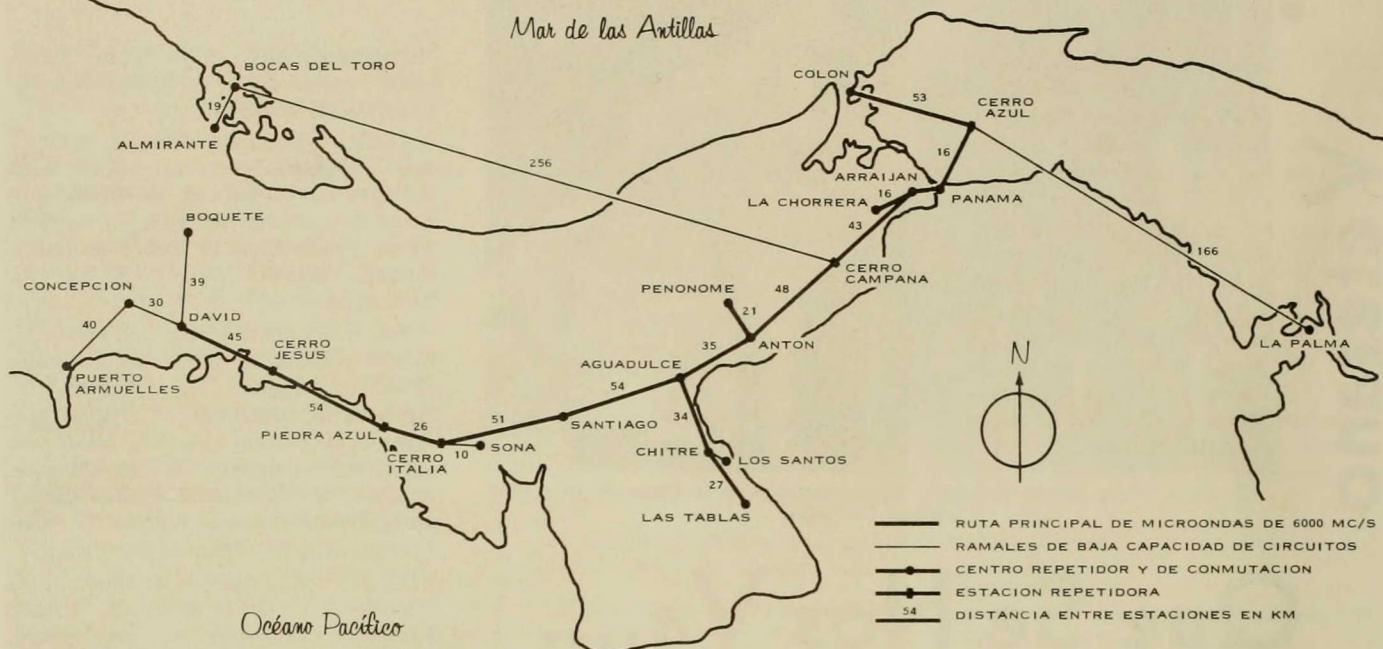 Mar de las Antillas
BOCAS DEL TORO
19
ALMIRANTE
256
COLON
53
CERRO
AZUL
16
ARRAIJAN
16
LA CHORRERA
PANAMA
43
166
BOQUETE
39
CONCEPCION
30
40
DAVID
PUERTO
ARMUELLES
45
CERRO
JESUS
54
PIEDRA AZUL
26
CERRO
ITALIA
10
SONA
51
SANTIAGO
54
AGUADULCE
35
PENONOME
21
ANTON
48
CERRO
CAMPANA
34
CHITRE
LOS SANTOS
27
LAS TABLAS
LA PALMA
N
Océano Pacífico
RUTA PRINCIPAL DE MICROONDAS DE 6000 MC/S
RAMALES DE BAJA CAPACIDAD DE CIRCUITOS
CENTRO REPETIDOR Y DE CONMUTACION
ESTACION REPETIDORA
54 DISTANCIA ENTRE ESTACIONES EN KM